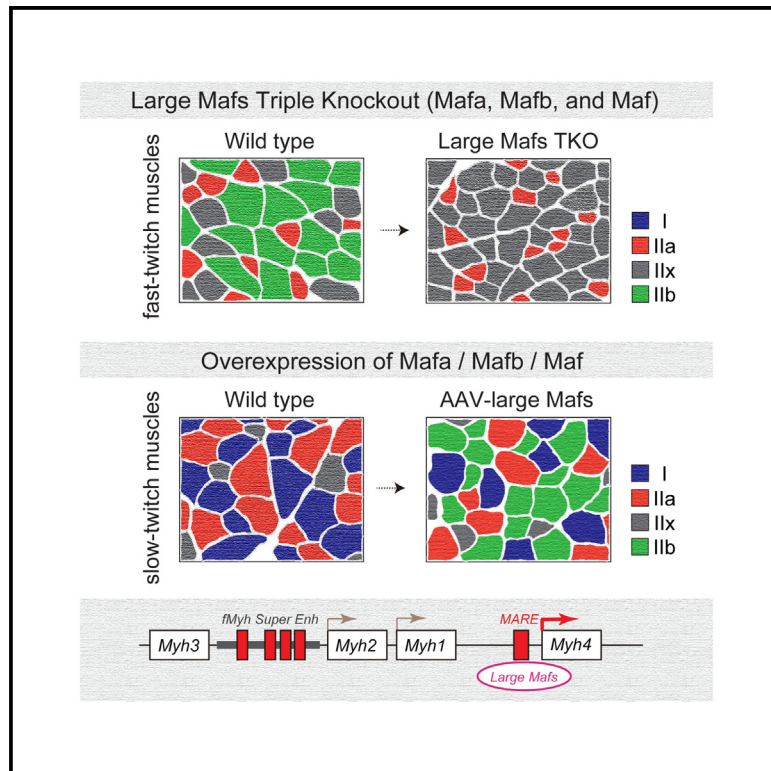 Large Mafs Triple Knockout (Mafa, Mafb, and Maf)
Wild type
Large Mafs TKO
fast-twitch muscles
I
IIa
IIx
IIb
Overexpression of Mafa / Mafb / Maf
Wild type
AAV-large Mafs
slow-twitch muscles
I
IIa
IIx
IIb
fMyh Super Enh
MARE
Myh3
Myh2
Myh1
Myh4
Large Mafs